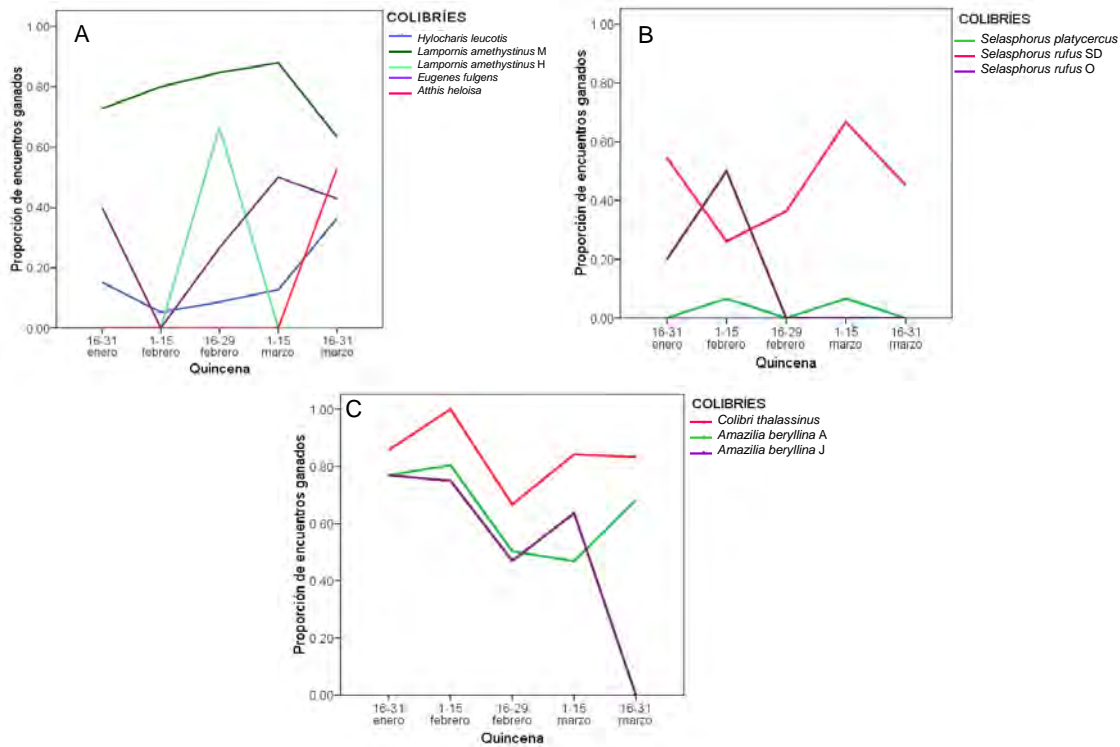 A
COLIBRÍES
Hylocharis leucotis
Lampornis amethystinus M
Lampornis amethystinus H
Eugenes fulgens
Atthis heloisa
Proporción de encuentros ganados
1.00
0.80
0.60
0.40
0.20
0.00
16-31 enero
1-15 febrero
16-29 febrero
1-15 marzo
16-31 marzo
Quincena
B
COLIBRÍES
Selasphorus platycercus
Selasphorus rufus SD
Selasphorus rufus O
Proporción de encuentros ganados
1.00
0.80
0.60
0.40
0.20
0.00
16-31 enero
1-15 febrero
16-29 febrero
1-15 marzo
16-31 marzo
Quincena
C
COLIBRÍES
Colibri thalassinus
Amazilia beryllina A
Amazilia beryllina J
Proporción de encuentros ganados
1.00
0.80
0.60
0.40
0.20
0.00
16-31 enero
1-15 febrero
16-29 febrero
1-15 marzo
16-31 marzo
Quincena